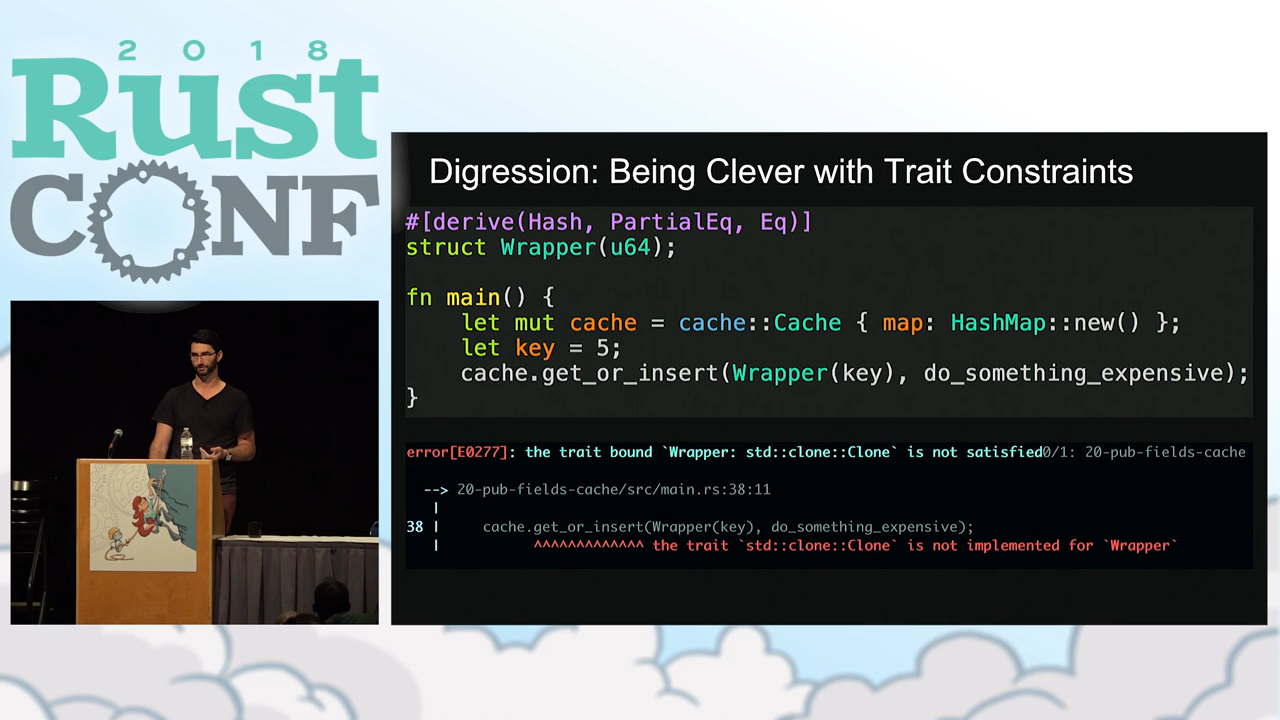 2018
Rust
CONF
Digression: Being Clever with Trait Constraints
#[derive(Hash, PartialEq, Eq)]
struct Wrapper(u64);
fn main() {
    let mut cache = cache::Cache { map: HashMap::new() };
    let key = 5;
    cache.get_or_insert(Wrapper(key), do_something_expensive);
}
error[E0277]: the trait bound `Wrapper: std::clone::Clone` is not satisfied0/1: 20-pub-fields-cache
  --> 20-pub-fields-cache/src/main.rs:38:11
   |
38 |     cache.get_or_insert(Wrapper(key), do_something_expensive);
   |           ^^^^^^^^^^^^^ the trait `std::clone::Clone` is not implemented for `Wrapper`